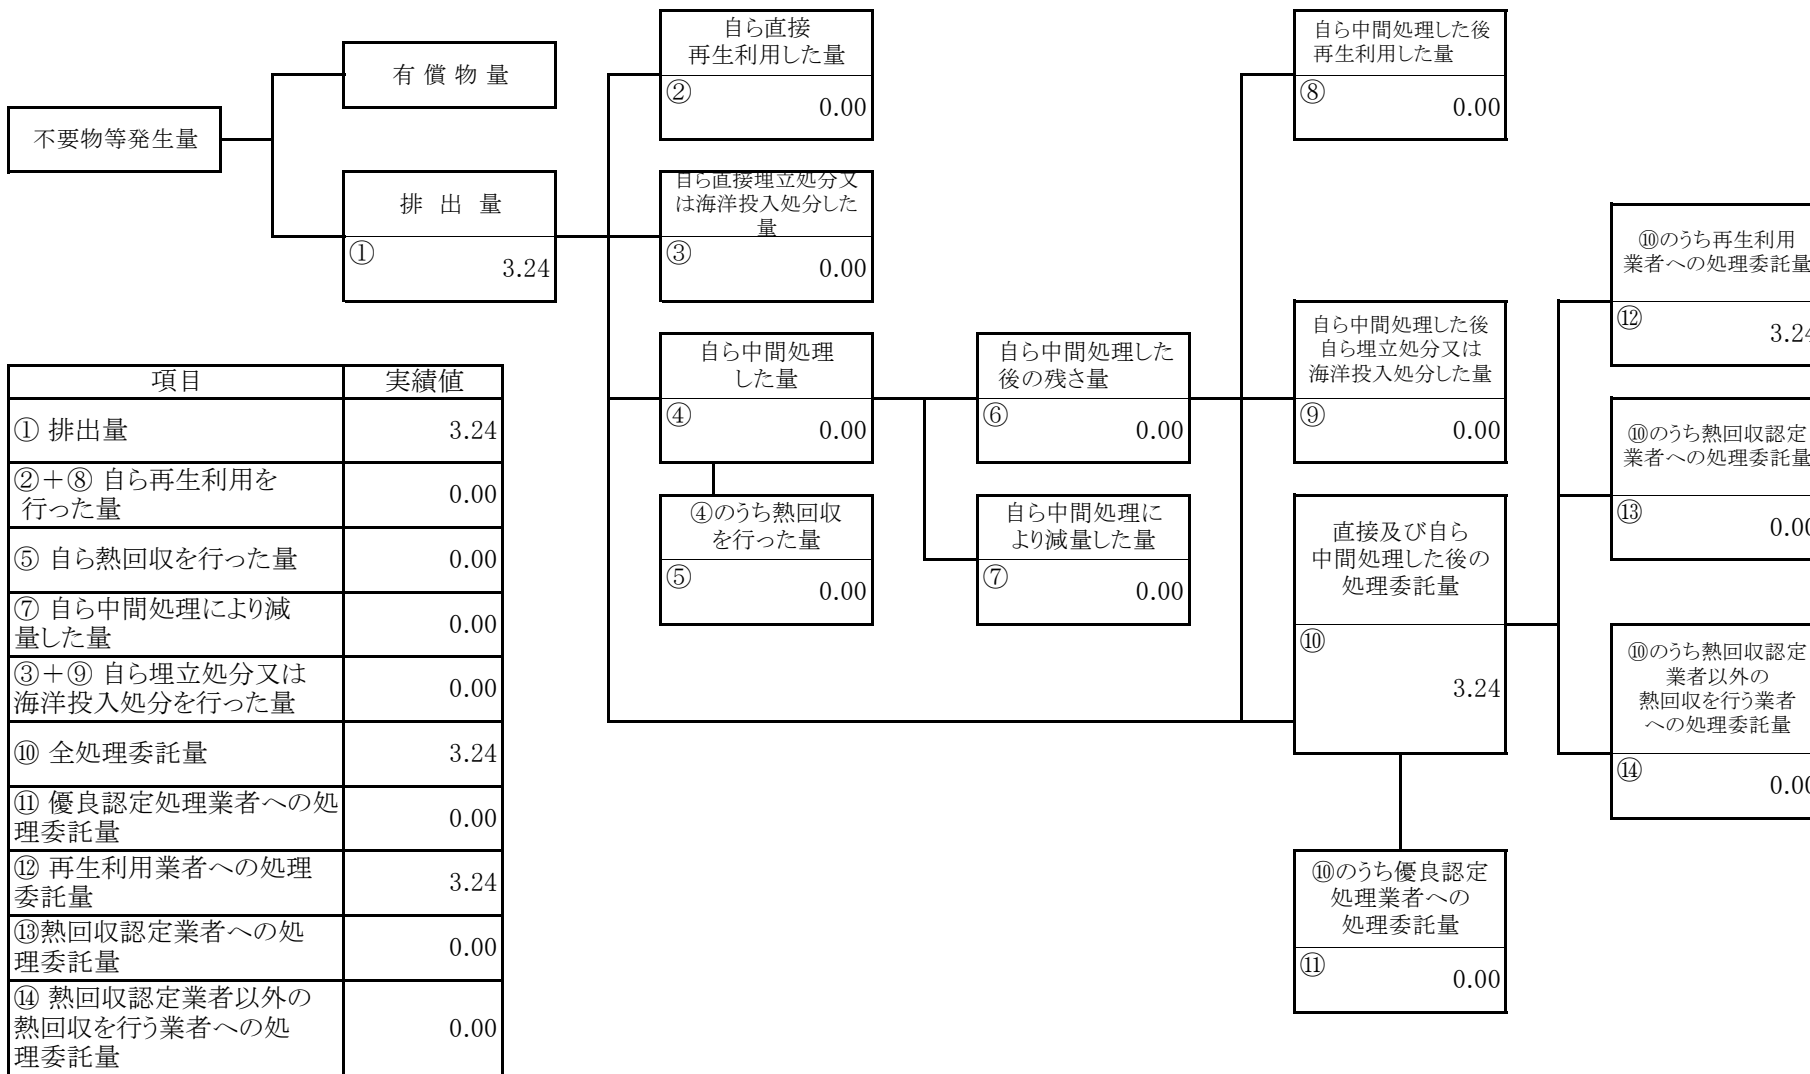 不要物等発生量
有 償 物 量
排 出 量
①
3.24
自ら直接
再生利用した量
②
0.00
自ら直接埋立処分又
は海洋投入処分した
量
③
0.00
自ら中間処理
した量
④
0.00
④のうち熱回収
を行った量
⑤
0.00
自ら中間処理した
後の残さ量
⑥
0.00
自ら中間処理に
より減量した量
⑦
0.00
自ら中間処理した後
再生利用した量
⑧
0.00
自ら中間処理した後
自ら埋立処分又は
海洋投入処分した量
⑨
0.00
直接及び自ら
中間処理した後の
処理委託量
⑩
3.24
⑩のうち優良認定
処理業者への
処理委託量
⑪
0.00
⑩のうち再生利用
業者への処理委託量
⑫
3.24
⑩のうち熱回収認定
業者への処理委託量
⑬
0.00
⑩のうち熱回収認定
業者以外の
熱回収を行う業者
への処理委託量
⑭
0.00
項目 実績値
① 排出量 3.24
②＋⑧ 自ら再生利用を
行った量 0.00
⑤ 自ら熱回収を行った量 0.00
⑦ 自ら中間処理により減
量した量 0.00
③＋⑨ 自ら埋立処分又は
海洋投入処分を行った量 0.00
⑩ 全処理委託量 3.24
⑪ 優良認定処理業者への処
理委託量 0.00
⑫ 再生利用業者への処理
委託量 3.24
⑬熱回収認定業者への処
理委託量 0.00
⑭ 熱回収認定業者以外の
熱回収を行う業者への処
理委託量 0.00